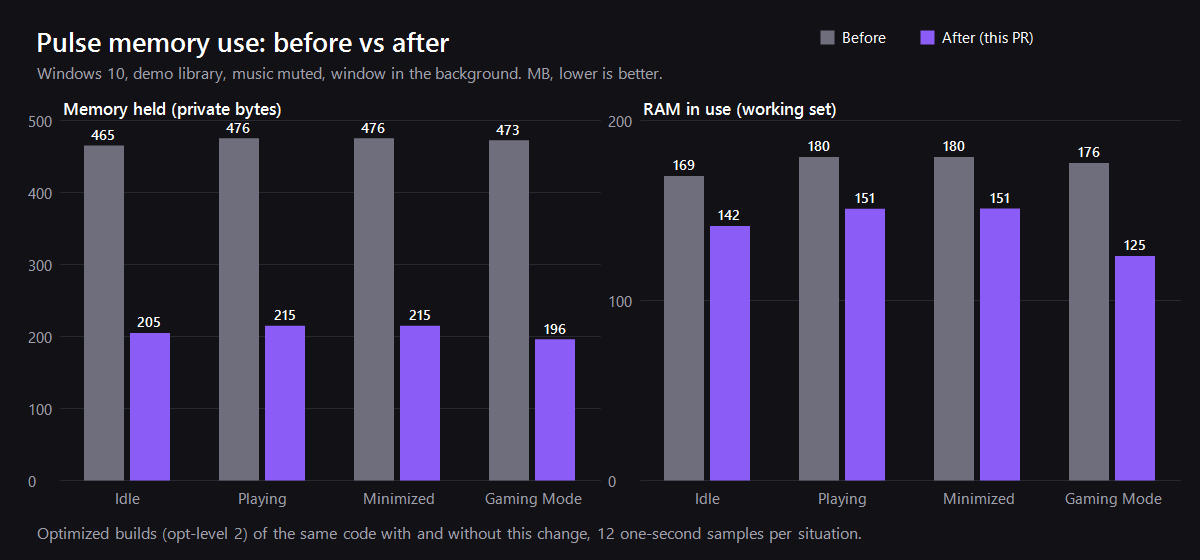 Pulse memory use: before vs after
Before
After (this PR)
Windows 10, demo library, music muted, window in the background. MB, lower is better.
Memory held (private bytes)
500
400
300
200
100
0
465
205
476
215
476
215
473
196
Idle
Playing
Minimized
Gaming Mode
RAM in use (working set)
200
100
0
169
142
180
151
180
151
176
125
Idle
Playing
Minimized
Gaming Mode
Optimized builds (opt-level 2) of the same code with and without this change, 12 one-second samples per situation.